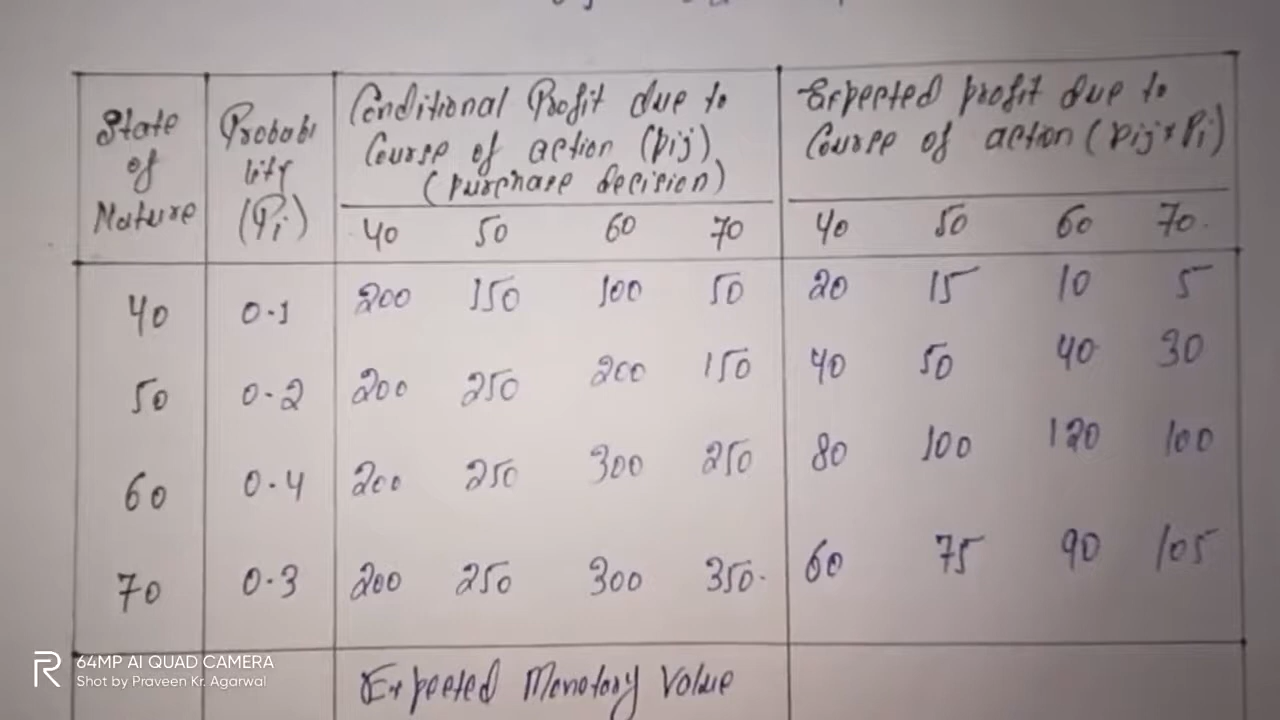 State of Nature | Probabi lity (Pi) | Conditional Profit due to Course of action (Pij) (purchase decision) | Expected profit due to Course of action (Pij × Pi)
40 50 60 70 | 40 50 60 70.
40 | 0.1 | 200 150 100 50 | 20 15 10 5
50 | 0.2 | 200 250 200 150 | 40 50 40 30
60 | 0.4 | 200 250 300 250 | 80 100 120 100
70 | 0.3 | 200 250 300 350. | 60 75 90 105
Expected Monetory Value
64MP AI QUAD CAMERA
Shot by Praveen Kr. Agarwal